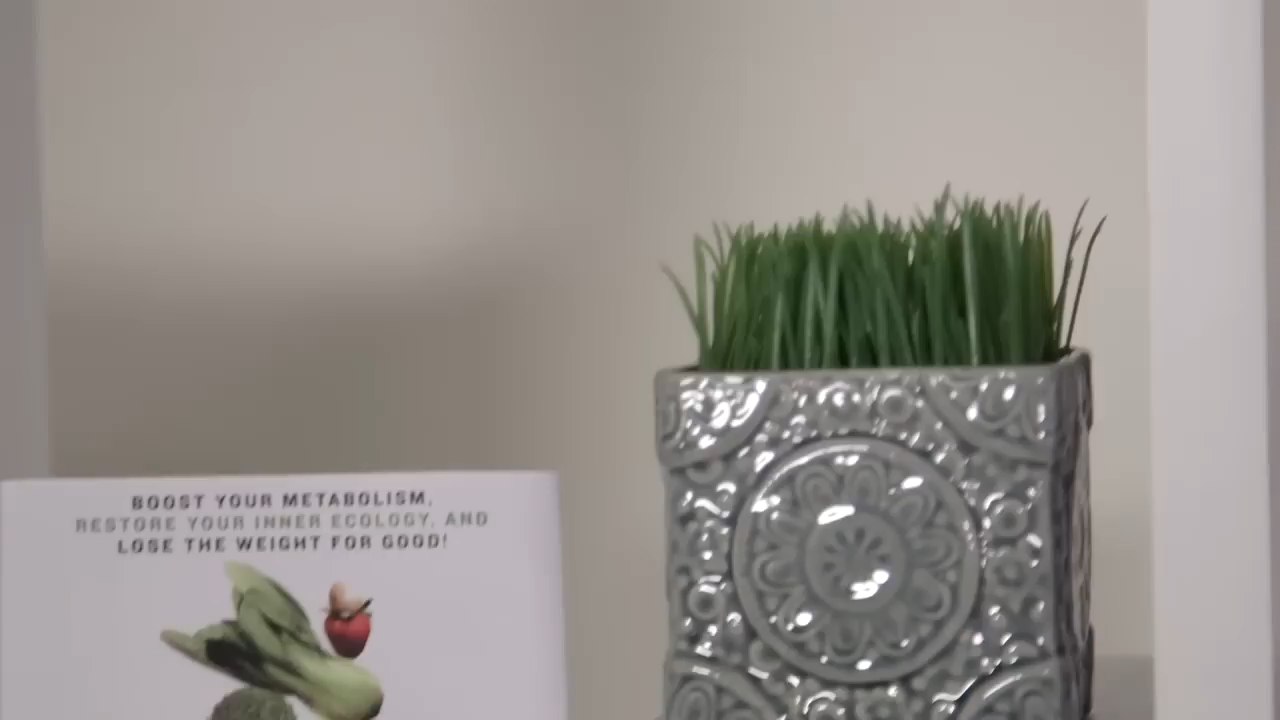 BOOST YOUR METABOLISM,
RESTORE YOUR INNER ECOLOGY, AND
LOSE THE WEIGHT FOR GOOD!